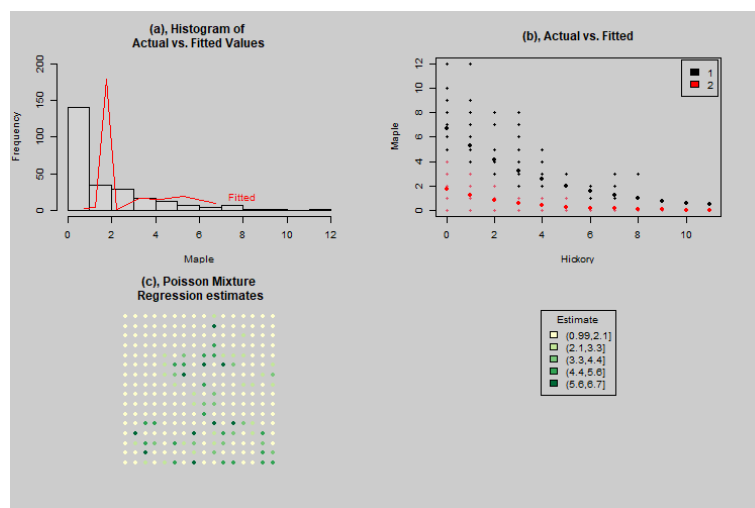 (a), Histogram of
Actual vs. Fitted Values
200
150
100
50
0
Frequency
Fitted
0 2 4 6 8 10 12
Maple
(b), Actual vs. Fitted
12
10
8
6
4
2
0
Maple
1
2
0 2 4 6 8 10
Hickory
(c), Poisson Mixture
Regression estimates
Estimate
(0.99,2.1]
(2.1,3.3]
(3.3,4.4]
(4.4,5.6]
(5.6,6.7]